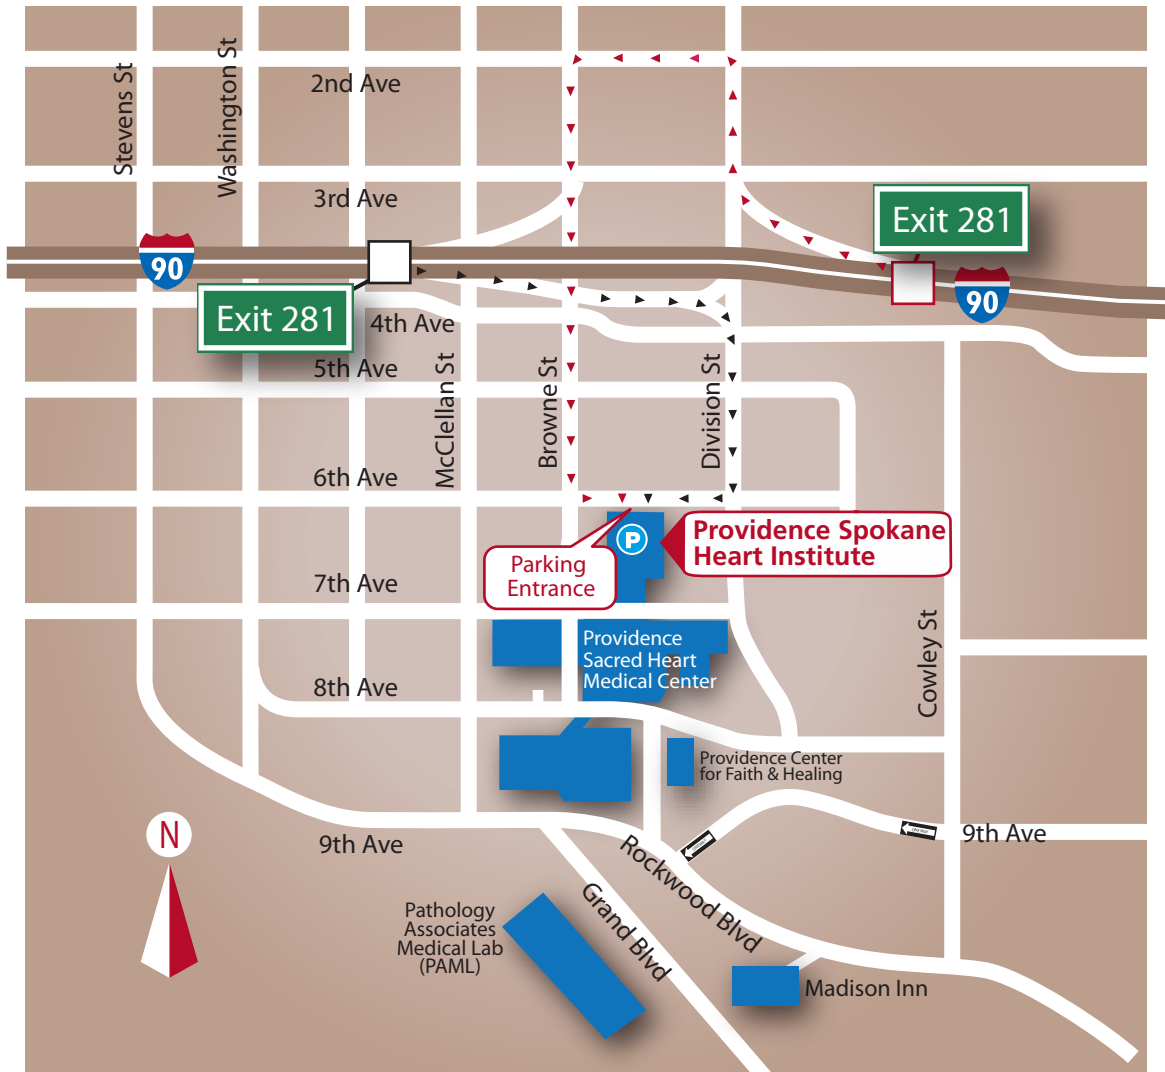 Stevens St
Washington St
2nd Ave
3rd Ave
Exit 281
90
Exit 281
90
4th Ave
5th Ave
McClellan St
Browne St
Division St
6th Ave
P
Providence Spokane
Heart Institute
Parking
Entrance
7th Ave
Providence
Sacred Heart
Medical Center
Cowley St
8th Ave
Providence Center
for Faith & Healing
N
9th Ave
9th Ave
Rockwood Blvd
Grand Blvd
Pathology
Associates
Medical Lab
(PAML)
Madison Inn